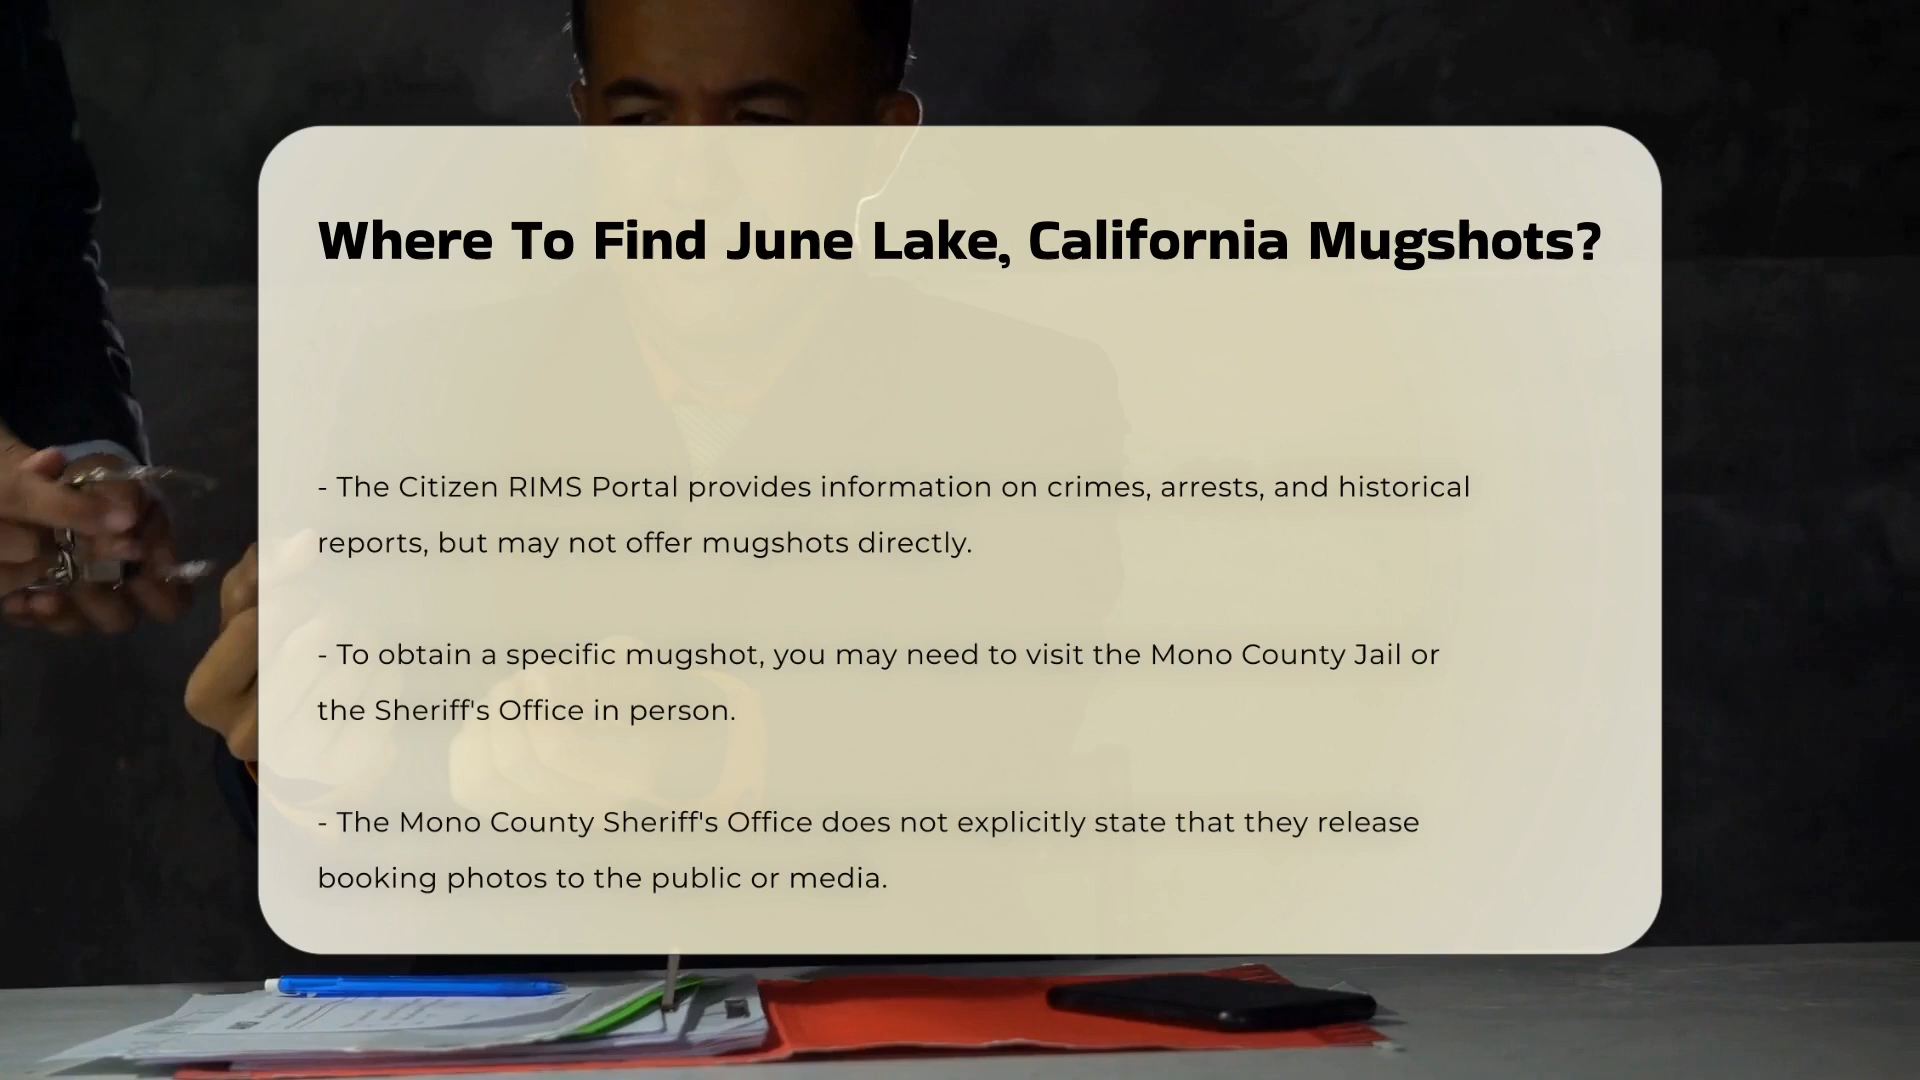 Where To Find June Lake, California Mugshots?
- The Citizen RIMS Portal provides information on crimes, arrests, and historical
reports, but may not offer mugshots directly.
- To obtain a specific mugshot, you may need to visit the Mono County Jail or
the Sheriff's Office in person.
- The Mono County Sheriff's Office does not explicitly state that they release
booking photos to the public or media.